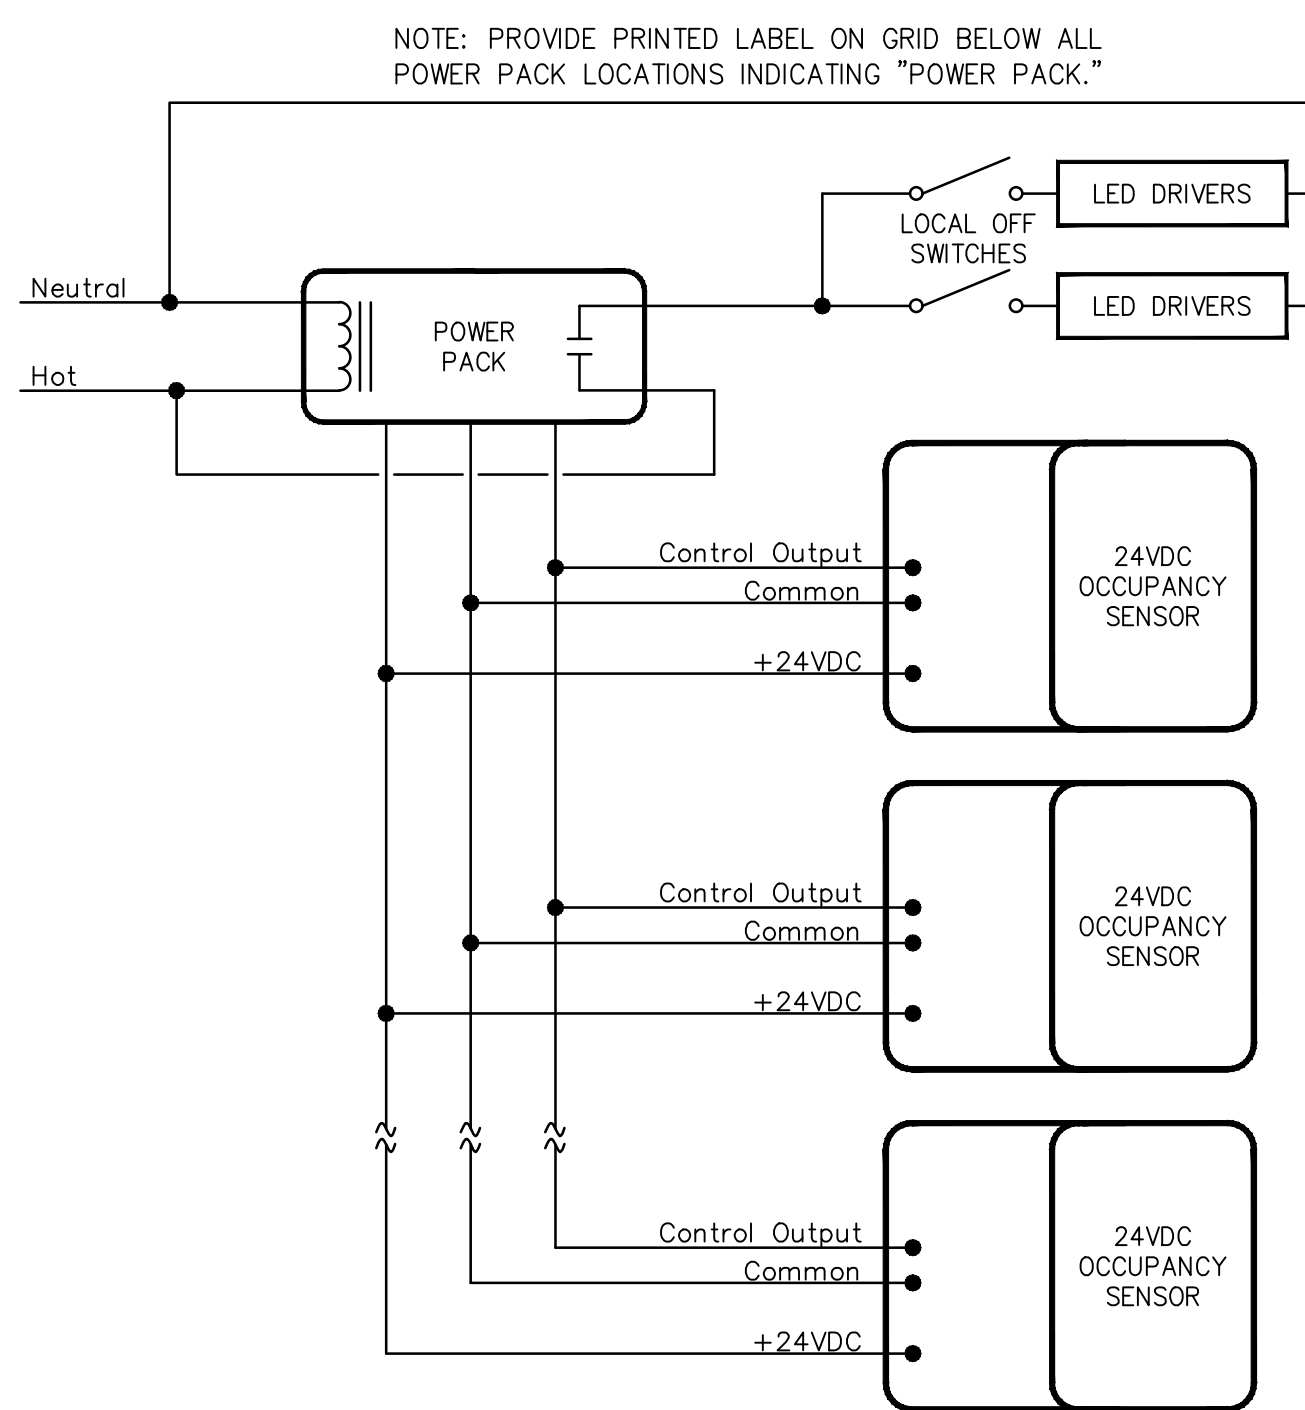 NOTE: PROVIDE PRINTED LABEL ON GRID BELOW ALL
POWER PACK LOCATIONS INDICATING "POWER PACK."
LED DRIVERS
LOCAL OFF
SWITCHES
Neutral
LED DRIVERS
POWER
PACK
Hot
Control Output
Common
+24VDC
24VDC
OCCUPANCY
SENSOR
Control Output
Common
+24VDC
24VDC
OCCUPANCY
SENSOR
Control Output
Common
+24VDC
24VDC
OCCUPANCY
SENSOR